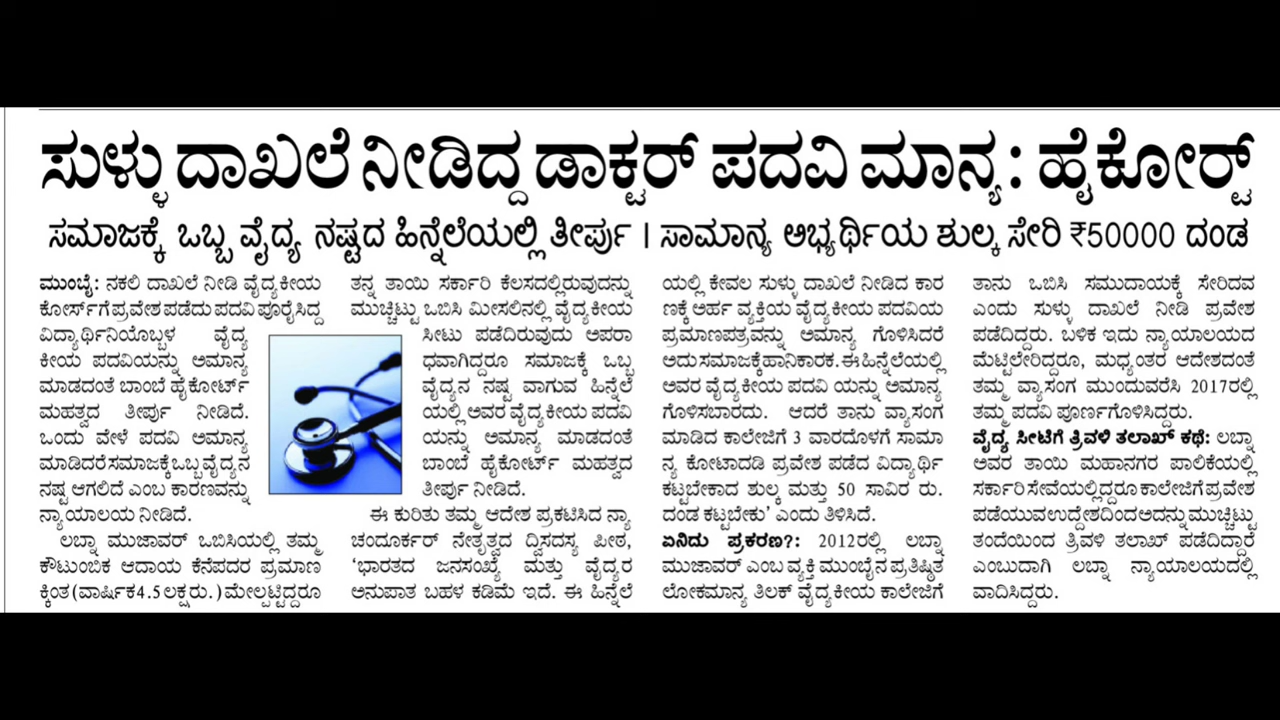 ಸುಳ್ಳು ದಾಖಲೆ ನೀಡಿದ್ದ ಡಾಕ್ಟರ್ ಪದವಿ ಮಾನ್ಯ: ಹೈಕೋರ್ಟ್
ಸಮಾಜಕ್ಕೆ ಒಬ್ಬ ವೈದ್ಯ ನಷ್ಟದ ಹಿನ್ನೆಲೆಯಲ್ಲಿ ತೀರ್ಪು | ಸಾಮಾನ್ಯ ಅಭ್ಯರ್ಥಿಯ ಶುಲ್ಕ ಸೇರಿ ₹50000 ದಂಡ
ಮುಂಬೈ: ನಕಲಿ ದಾಖಲೆ ನೀಡಿ ವೈದ್ಯಕೀಯ
ಕೋರ್ಸ್‌ಗೆ ಪ್ರವೇಶ ಪಡೆದು ಪದವಿ ಪೂರೈಸಿದ್ದ
ವಿದ್ಯಾರ್ಥಿನಿಯೊಬ್ಬಳ ವೈದ್ಯ
ಕೀಯ ಪದವಿಯನ್ನು ಅಮಾನ್ಯ
ಮಾಡದಂತೆ ಬಾಂಬೆ ಹೈಕೋರ್ಟ್
ಮಹತ್ವದ ತೀರ್ಪು ನೀಡಿದೆ.
ಒಂದು ವೇಳೆ ಪದವಿ ಅಮಾನ್ಯ
ಮಾಡಿದರೆ ಸಮಾಜಕ್ಕೆ ಒಬ್ಬ ವೈದ್ಯನ
ನಷ್ಟ ಆಗಲಿದೆ ಎಂಬ ಕಾರಣವನ್ನು
ನ್ಯಾಯಾಲಯ ನೀಡಿದೆ.
ಲಬ್ನಾ ಮುಜಾವರ್ ಒಬಿಸಿಯಲ್ಲಿ ತಮ್ಮ
ಕೌಟುಂಬಿಕ ಆದಾಯ ಕೆನೆಪದರ ಪ್ರಮಾಣ
ಕ್ಕಿಂತ (ವಾರ್ಷಿಕ 4.5 ಲಕ್ಷರು.) ಮೇಲ್ಪಟ್ಟಿದ್ದರೂ
ತನ್ನ ತಾಯಿ ಸರ್ಕಾರಿ ಕೆಲಸದಲ್ಲಿರುವುದನ್ನು
ಮುಚ್ಚಿಟ್ಟು ಒಬಿಸಿ ಮೀಸಲಿನಲ್ಲಿ ವೈದ್ಯಕೀಯ
ಸೀಟು ಪಡೆದಿರುವುದು ಅಪರಾ
ಧವಾಗಿದ್ದರೂ ಸಮಾಜಕ್ಕೆ ಒಬ್ಬ
ವೈದ್ಯನ ನಷ್ಟ ವಾಗುವ ಹಿನ್ನೆಲೆ
ಯಲ್ಲಿ ಅವರ ವೈದ್ಯಕೀಯ ಪದವಿ
ಯನ್ನು ಅಮಾನ್ಯ ಮಾಡದಂತೆ
ಬಾಂಬೆ ಹೈಕೋರ್ಟ್ ಮಹತ್ವದ
ತೀರ್ಪು ನೀಡಿದೆ.
ಈ ಕುರಿತು ತಮ್ಮ ಆದೇಶ ಪ್ರಕಟಿಸಿದ ನ್ಯಾ
ಚಂದೂರ್ಕರ್ ನೇತೃತ್ವದ ದ್ವಿಸದಸ್ಯ ಪೀಠ,
'ಭಾರತದ ಜನಸಂಖ್ಯೆ ಮತ್ತು ವೈದ್ಯರ
ಅನುಪಾತ ಬಹಳ ಕಡಿಮೆ ಇದೆ. ಈ ಹಿನ್ನೆಲೆ
ಯಲ್ಲಿ ಕೇವಲ ಸುಳ್ಳು ದಾಖಲೆ ನೀಡಿದ ಕಾರ
ಣಕ್ಕೆ ಅರ್ಹ ವ್ಯಕ್ತಿಯ ವೈದ್ಯಕೀಯ ಪದವಿಯ
ಪ್ರಮಾಣಪತ್ರವನ್ನು ಅಮಾನ್ಯ ಗೊಳಿಸಿದರೆ
ಅದು ಸಮಾಜಕ್ಕೆ ಹಾನಿಕಾರಕ. ಈ ಹಿನ್ನೆಲೆಯಲ್ಲಿ
ಅವರ ವೈದ್ಯಕೀಯ ಪದವಿ ಯನ್ನು ಅಮಾನ್ಯ
ಗೊಳಿಸಬಾರದು. ಆದರೆ ತಾನು ವ್ಯಾಸಂಗ
ಮಾಡಿದ ಕಾಲೇಜಿಗೆ 3 ವಾರದೊಳಗೆ ಸಾಮಾ
ನ್ಯ ಕೋಟಾದಡಿ ಪ್ರವೇಶ ಪಡೆದ ವಿದ್ಯಾರ್ಥಿ
ಕಟ್ಟಬೇಕಾದ ಶುಲ್ಕ ಮತ್ತು 50 ಸಾವಿರ ರು.
ದಂಡ ಕಟ್ಟಬೇಕು' ಎಂದು ತಿಳಿಸಿದೆ.
ಏನಿದು ಪ್ರಕರಣ?: 2012ರಲ್ಲಿ ಲಬ್ನಾ
ಮುಜಾವರ್ ಎಂಬ ವ್ಯಕ್ತಿ ಮುಂಬೈನ ಪ್ರತಿಷ್ಠಿತ
ಲೋಕಮಾನ್ಯ ತಿಲಕ್ ವೈದ್ಯಕೀಯ ಕಾಲೇಜಿಗೆ
ತಾನು ಒಬಿಸಿ ಸಮುದಾಯಕ್ಕೆ ಸೇರಿದವ
ಎಂದು ಸುಳ್ಳು ದಾಖಲೆ ನೀಡಿ ಪ್ರವೇಶ
ಪಡೆದಿದ್ದರು. ಬಳಿಕ ಇದು ನ್ಯಾಯಾಲಯದ
ಮೆಟ್ಟಿಲೇರಿದ್ದರೂ, ಮಧ್ಯಂತರ ಆದೇಶದಂತೆ
ತಮ್ಮ ವ್ಯಾಸಂಗ ಮುಂದುವರೆಸಿ 2017ರಲ್ಲಿ
ತಮ್ಮ ಪದವಿ ಪೂರ್ಣಗೊಳಿಸಿದ್ದರು.
ವೈದ್ಯ ಸೀಟಿಗೆ ತ್ರಿವಳಿ ತಲಾಖ್ ಕಥೆ: ಲಬ್ನಾ
ಅವರ ತಾಯಿ ಮಹಾನಗರ ಪಾಲಿಕೆಯಲ್ಲಿ
ಸರ್ಕಾರಿ ಸೇವೆಯಲ್ಲಿದ್ದರೂ ಕಾಲೇಜಿಗೆ ಪ್ರವೇಶ
ಪಡೆಯುವ ಉದ್ದೇಶದಿಂದ ಅದನ್ನು ಮುಚ್ಚಿಟ್ಟು
ತಂದೆಯಿಂದ ತ್ರಿವಳಿ ತಲಾಖ್ ಪಡೆದಿದ್ದಾರೆ
ಎಂಬುದಾಗಿ ಲಬ್ನಾ ನ್ಯಾಯಾಲಯದಲ್ಲಿ
ವಾದಿಸಿದ್ದರು.